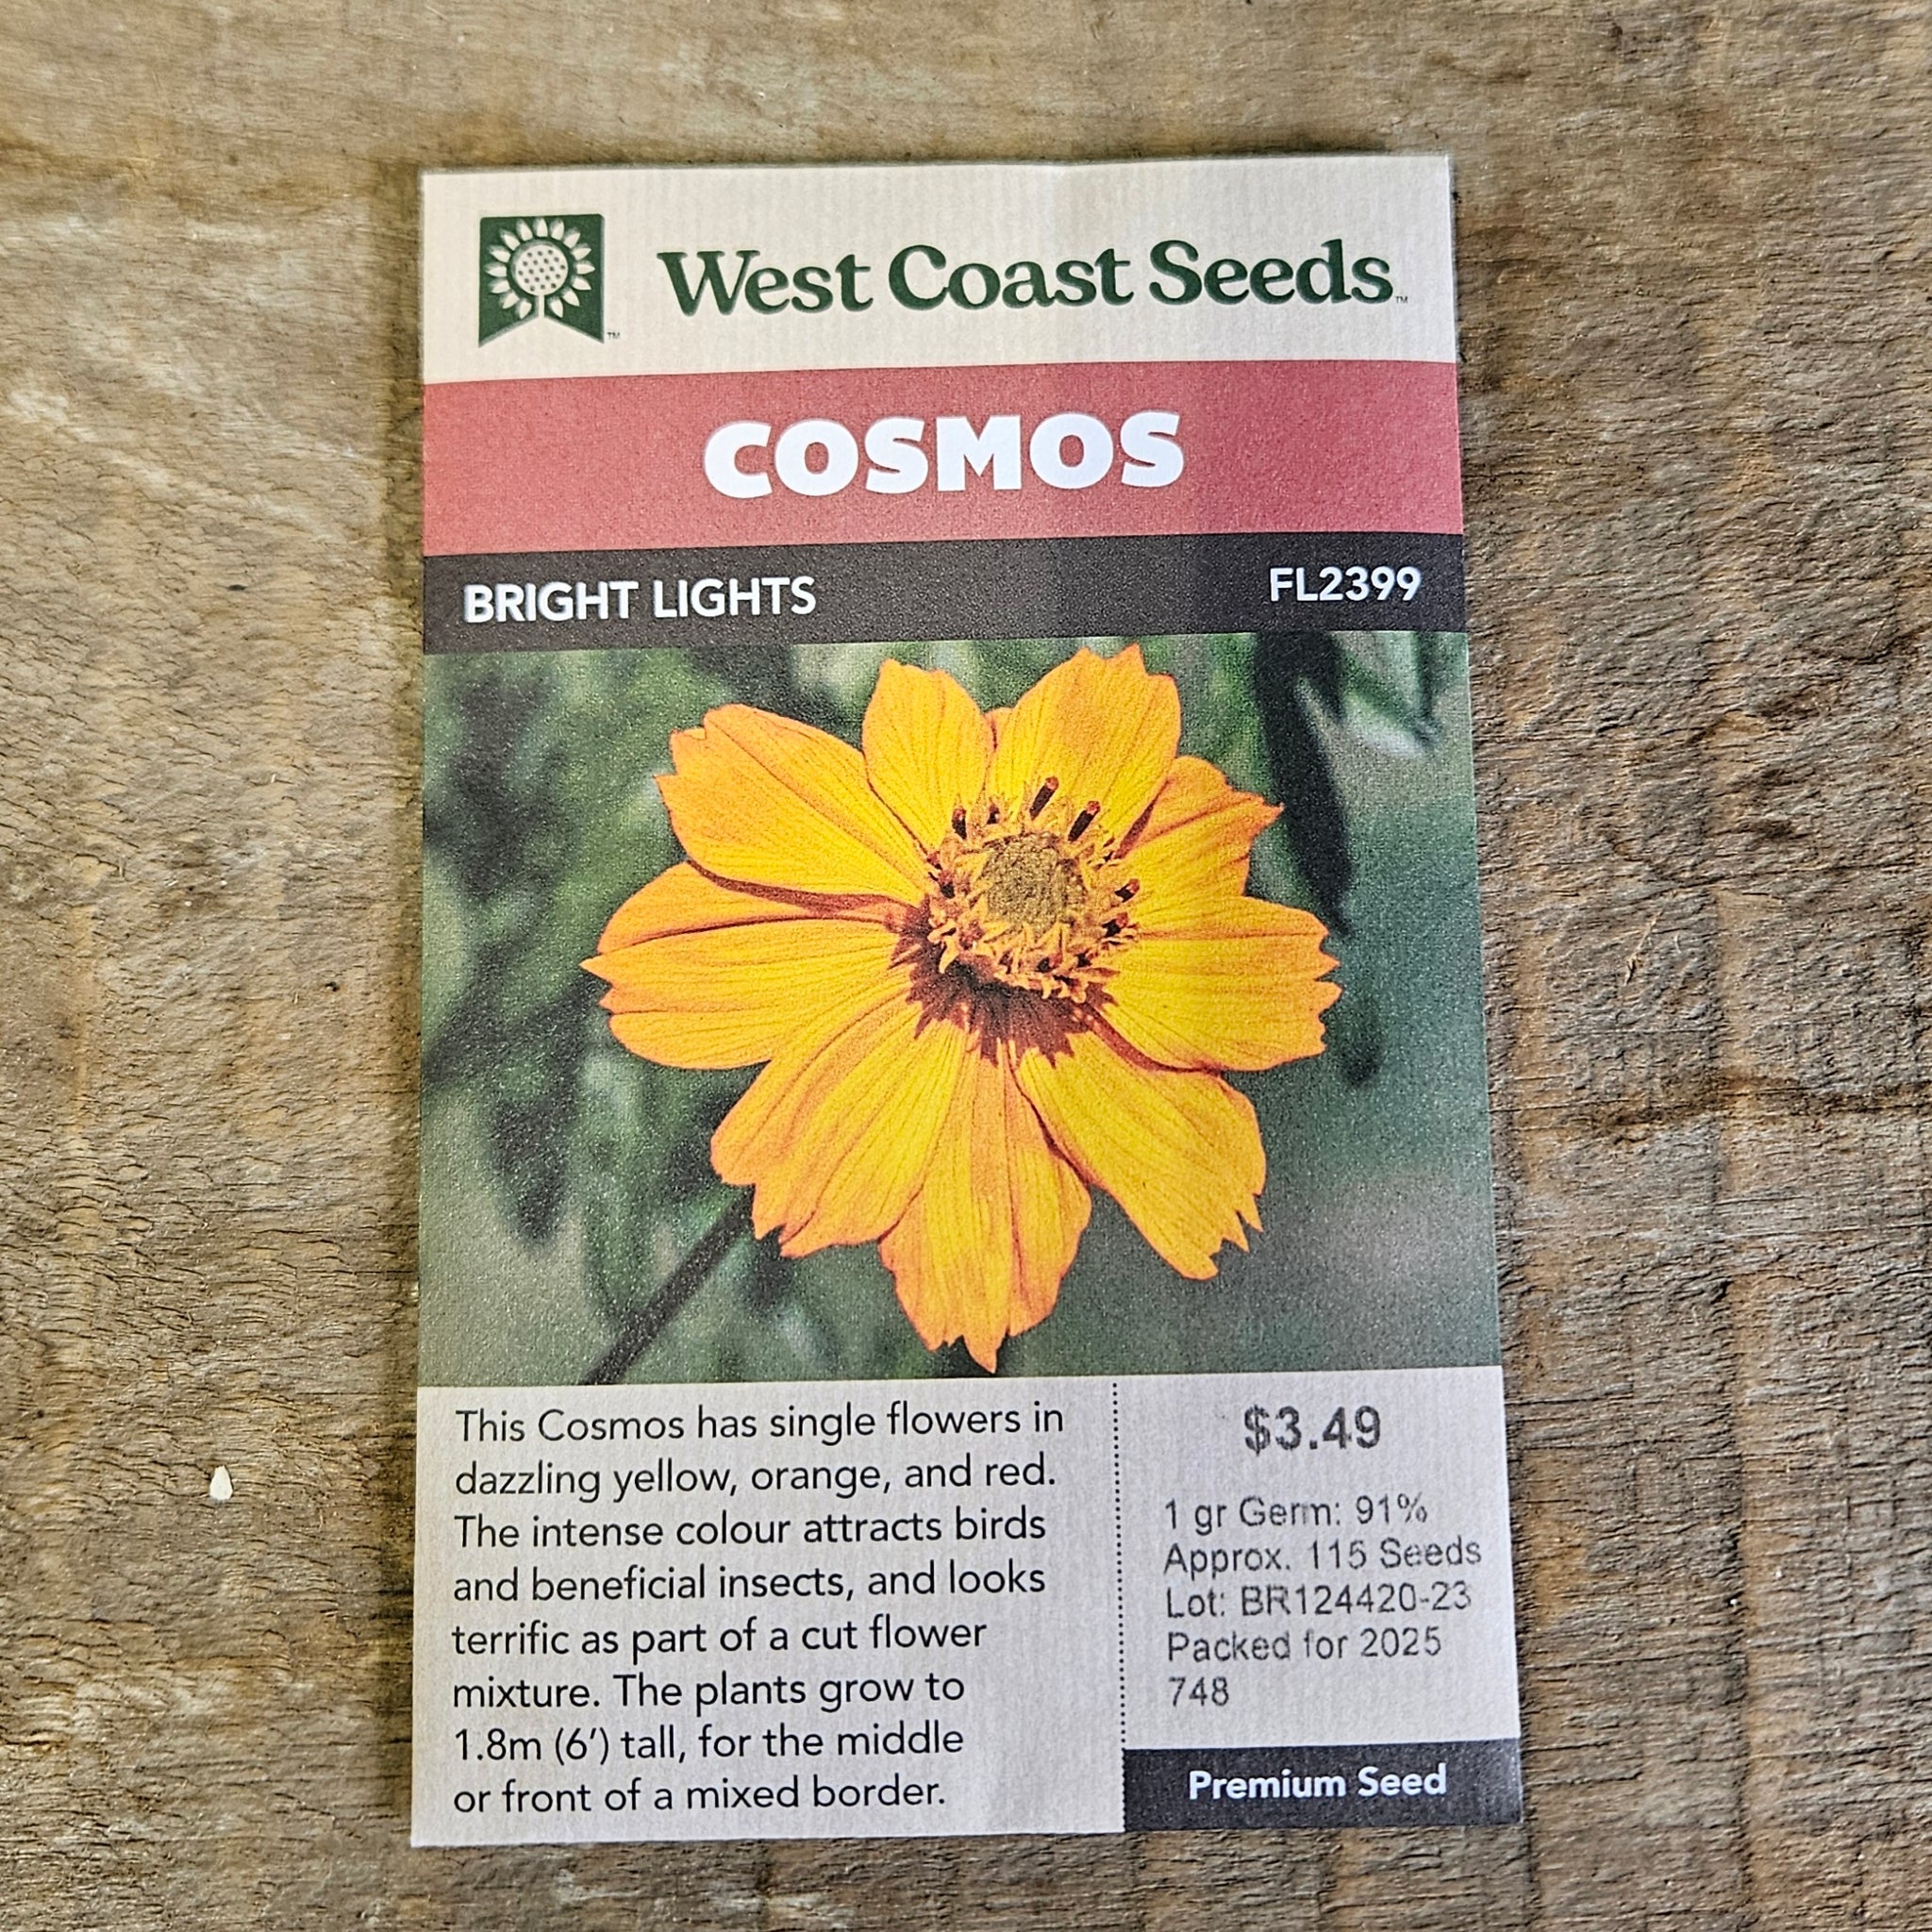 West Coast Seeds™
COSMOS
BRIGHT LIGHTS
FL2399
This Cosmos has single flowers in
dazzling yellow, orange, and red.
The intense colour attracts birds
and beneficial insects, and looks
terrific as part of a cut flower
mixture. The plants grow to
1.8m (6') tall, for the middle
or front of a mixed border.
$3.49
1 gr Germ: 91%
Approx. 115 Seeds
Lot: BR124420-23
Packed for 2025
748
Premium Seed